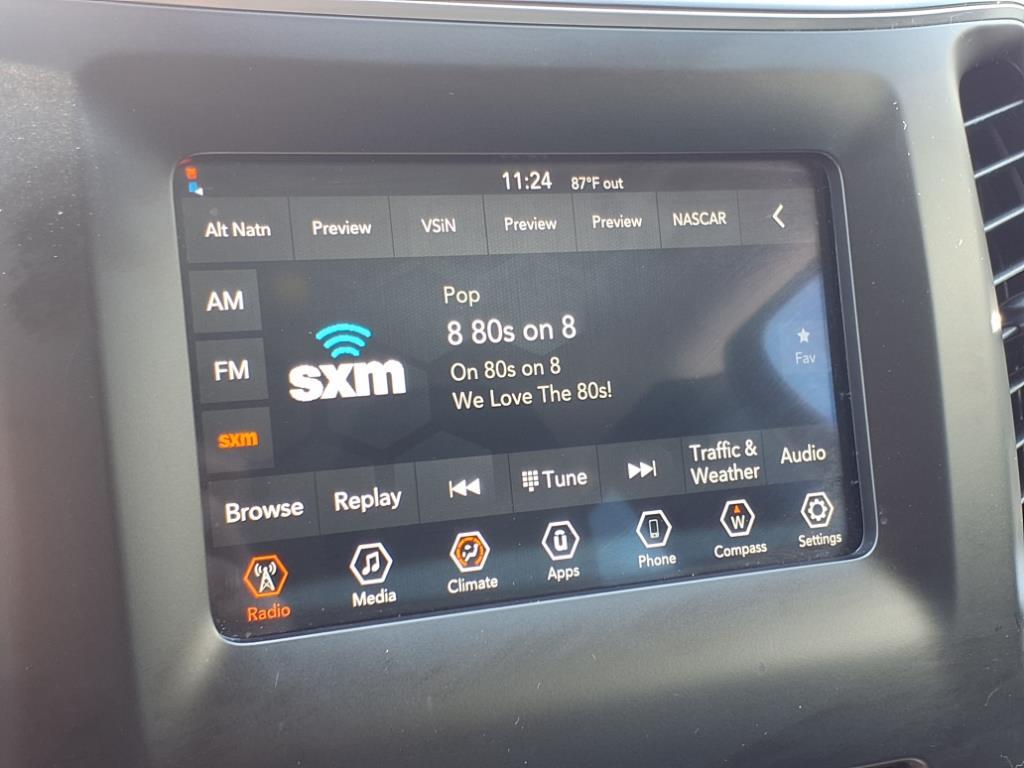 11:24 87°F out
Alt Natn Preview VSiN Preview Preview NASCAR
AM
FM
sxm
sxm
Pop
8 80s on 8
On 80s on 8
We Love The 80s!
Fav
Browse Replay Tune Traffic &
Weather Audio
Radio Media Climate Apps Phone W Compass Settings